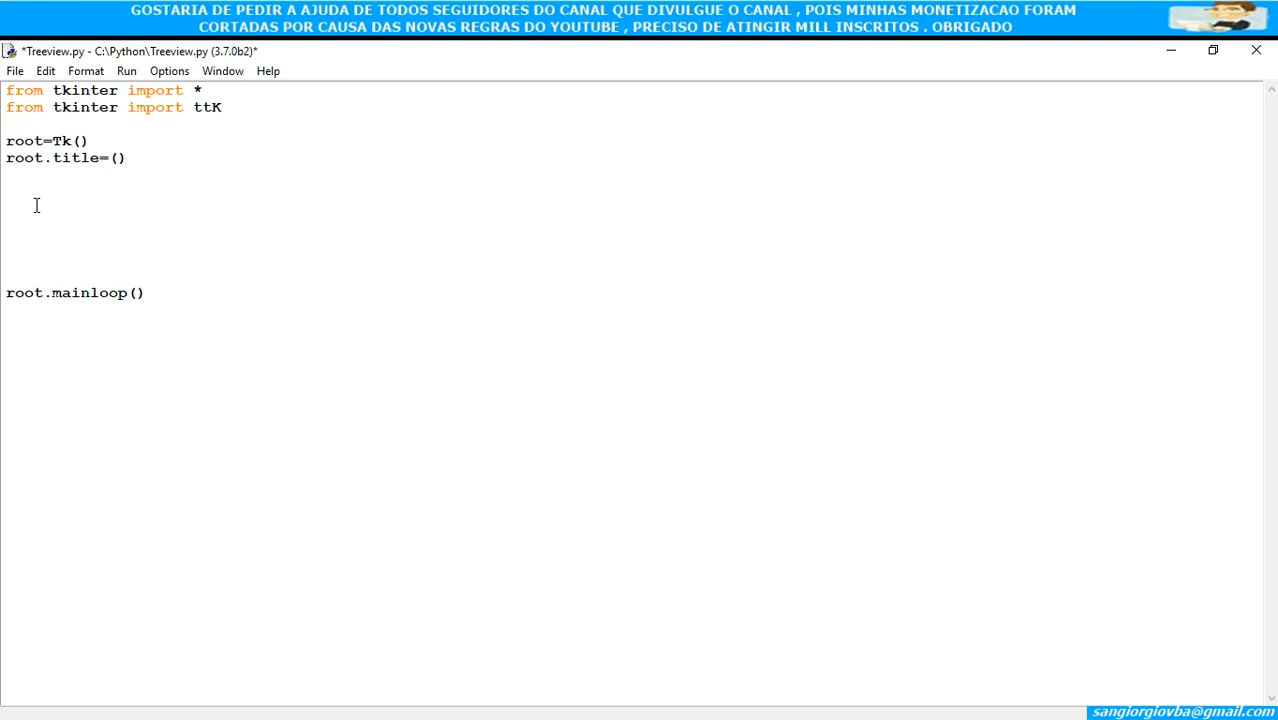 GOSTARIA DE PEDIR A AJUDA DE TODOS SEGUIDORES DO CANAL QUE DIVULGUE O CANAL , POIS MINHAS MONETIZACAO FORAM
CORTADAS POR CAUSA DAS NOVAS REGRAS DO YOUTUBE , PRECISO DE ATINGIR MILL INSCRITOS . OBRIGADO
*Treeview.py - C:\Python\Treeview.py (3.7.0b2)*
File Edit Format Run Options Window Help
from tkinter import *
from tkinter import ttK
root=Tk()
root.title=()
root.mainloop()
sangiorgiovba@gmail.com